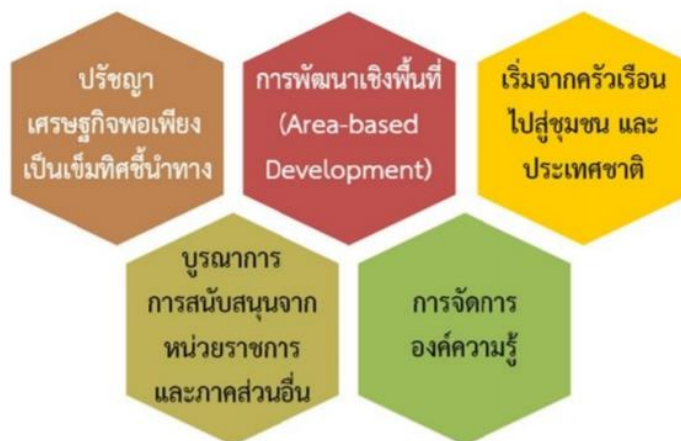 ปรัชญา
เศรษฐกิจพอเพียง
เป็นเข็มทิศชี้นำทาง
การพัฒนาเชิงพื้นที่
(Area-based
Development)
เริ่มจากครัวเรือน
ไปสู่ชุมชน และ
ประเทศชาติ
บูรณาการ
การสนับสนุนจาก
หน่วยราชการ
และภาคส่วนอื่น
การจัดการ
องค์ความรู้